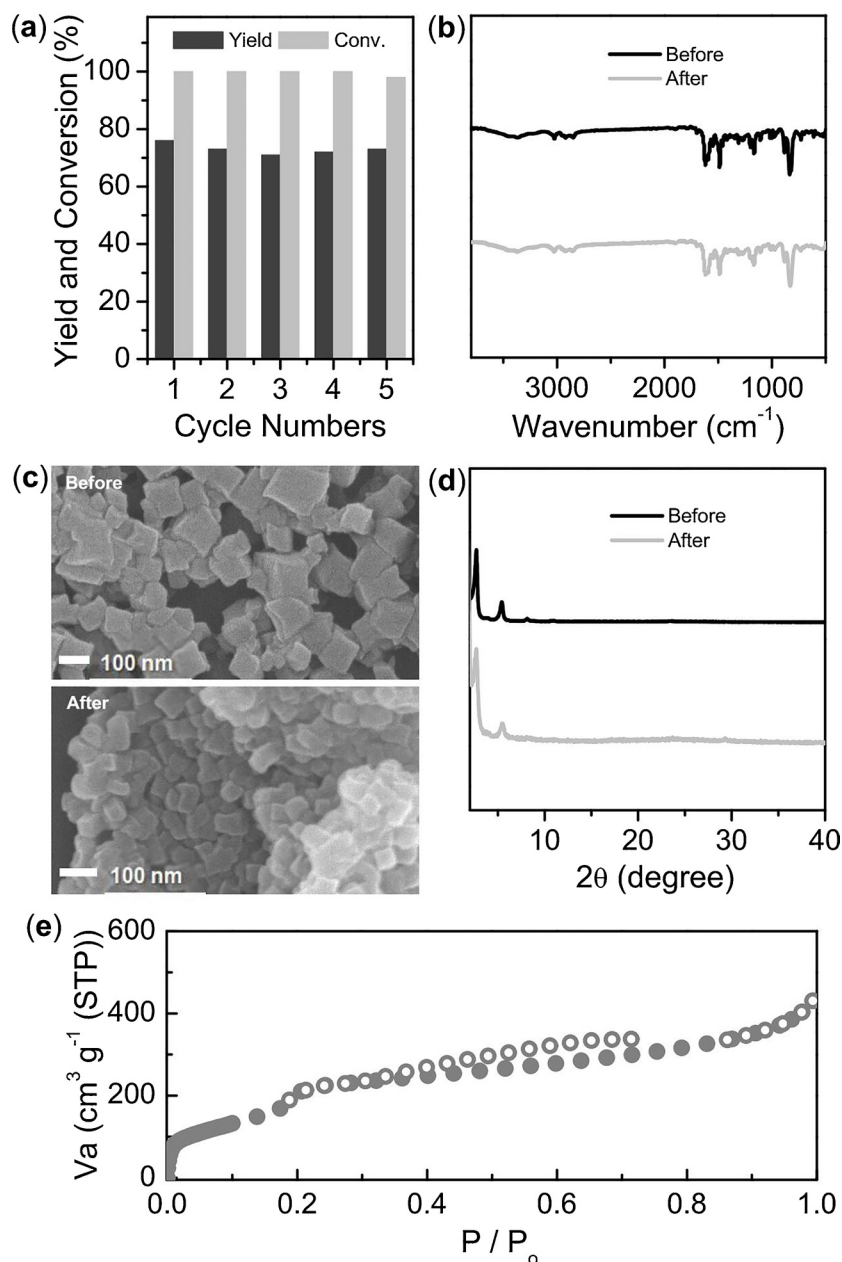 (a)
Yield Conv.
Yield and Conversion (%)
100
80
60
40
20
0
1 2 3 4 5
Cycle Numbers
(b)
Before
After
3000 2000 1000
Wavenumber (cm⁻¹)
(c)
Before
100 nm
After
100 nm
(d)
Before
After
10 20 30 40
2θ (degree)
(e)
Va (cm³ g⁻¹ (STP))
600
400
200
0
0.0 0.2 0.4 0.6 0.8 1.0
P / Pₒ